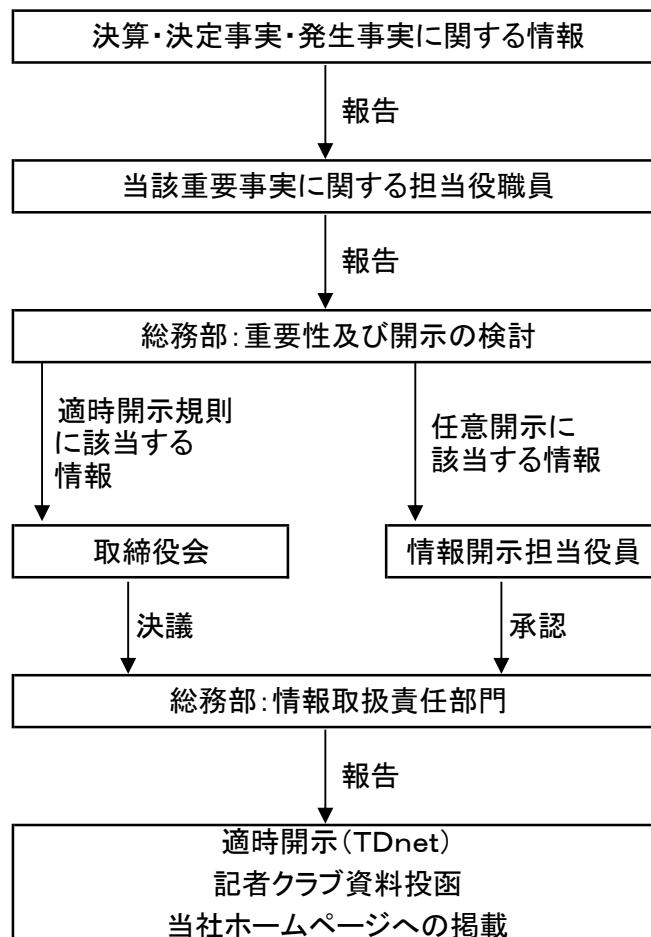 決算・決定事実・発生事実に関する情報
報告
当該重要事実に関する担当役職員
報告
総務部:重要性及び開示の検討
適時開示規則
に該当する
情報
任意開示に
該当する情報
取締役会
情報開示担当役員
決議
承認
総務部:情報取扱責任部門
報告
適時開示(TDnet)
記者クラブ資料投函
当社ホームページへの掲載